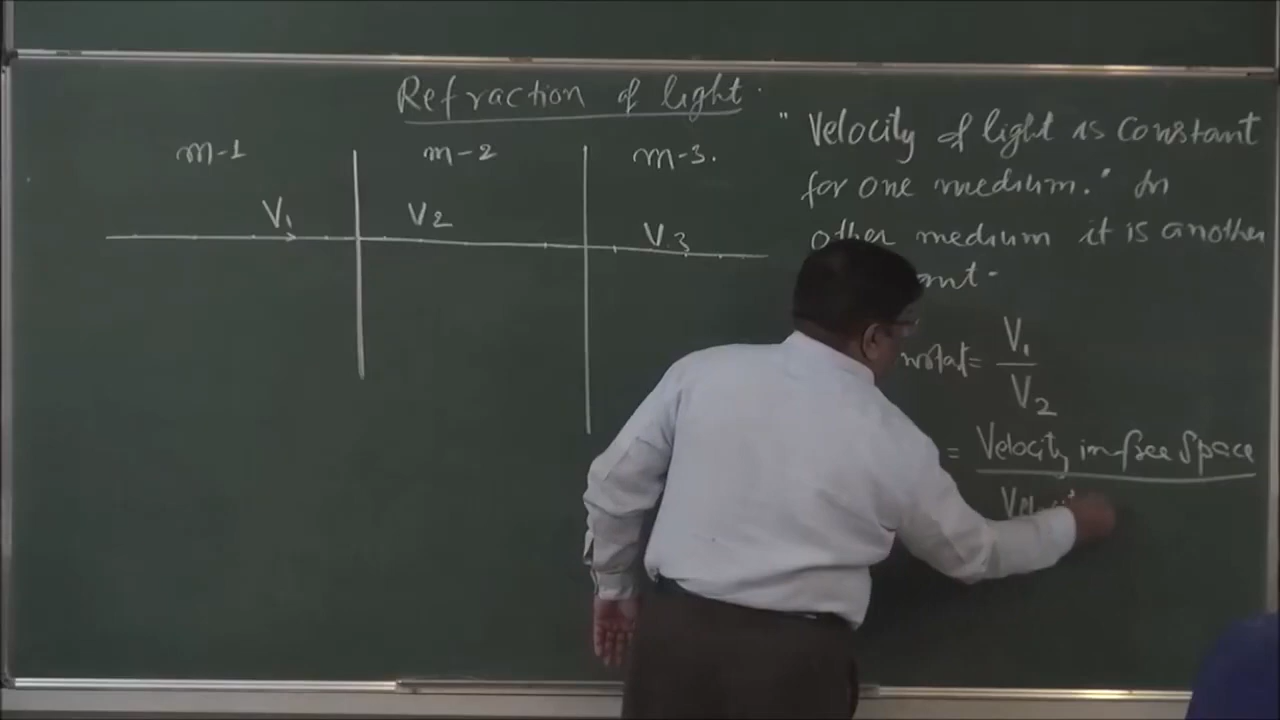 Refraction of light.
m-1
m-2
m-3.
V1
V2
V3
" Velocity of light is constant
for one medium." In
other medium it is another
= V1
V2
= Velocity in free space